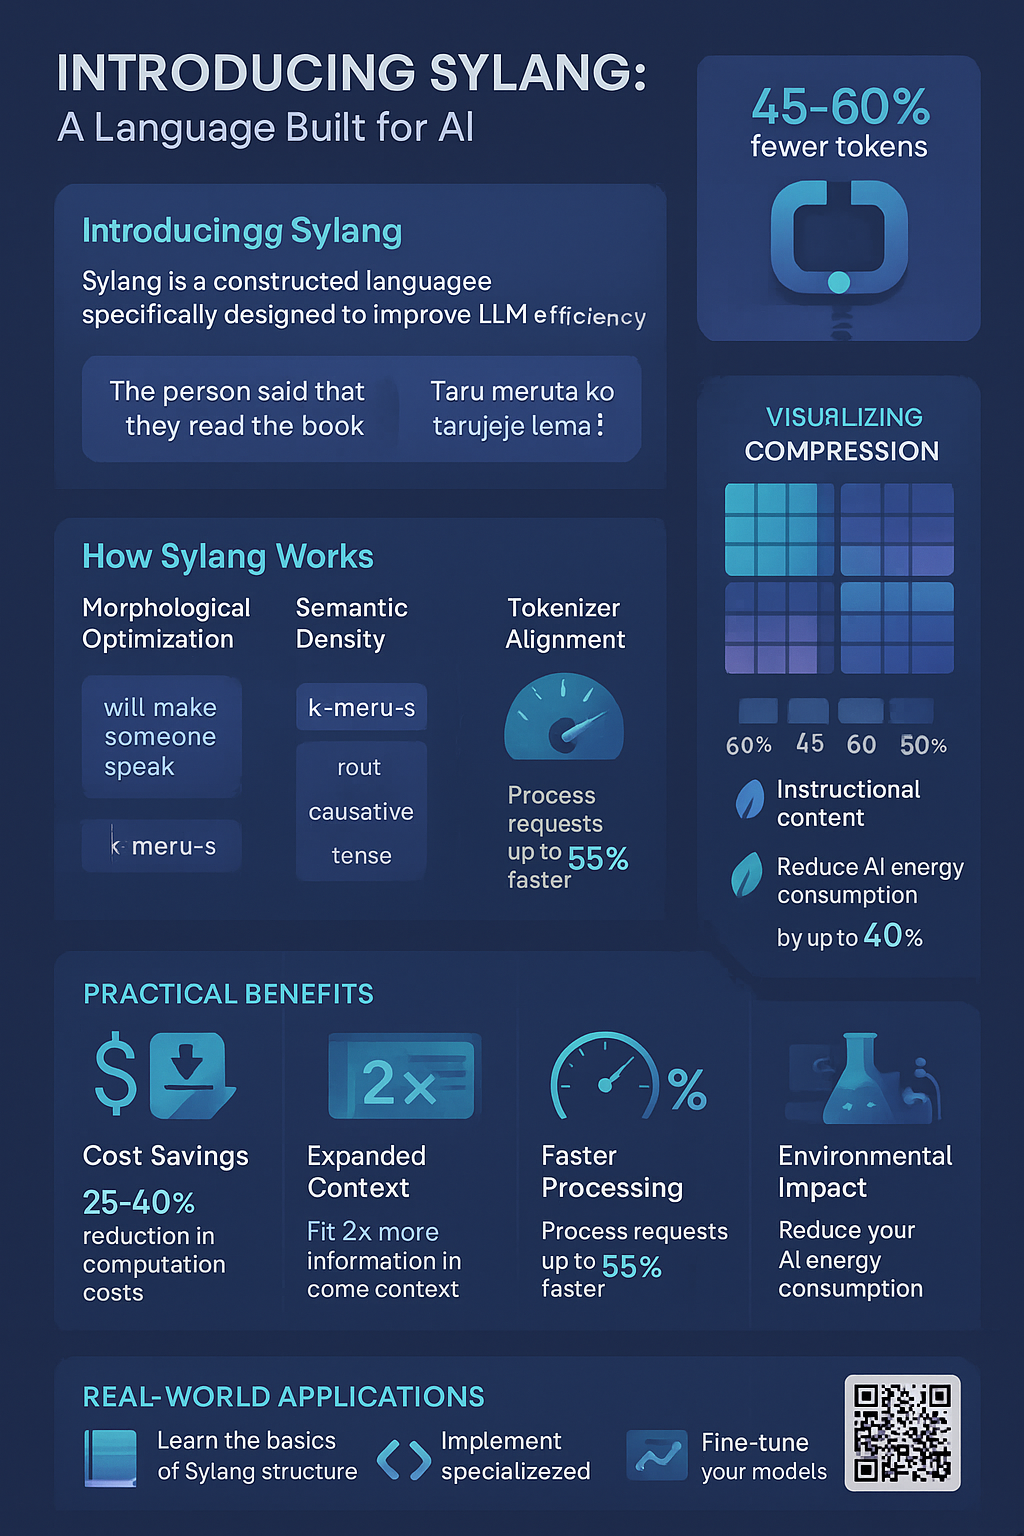 INTRODUCING SYLANG:
A Language Built for AI
45-60%
fewer tokens
Introducingg Sylang
Sylang is a constructed languagee
specifically designed to improve LLM efficiency
The person said that
they read the book
Taru meruta ko
tarujeje lema⋮
How Sylang Works
Morphological
Optimization
will make
someone
speak
k- meru-s
Semantic
Density
k-meru-s
rout
causative
tense
Tokenizer
Alignment
Process
requests
up to 55%
faster
VISUЯLIZING
COMPRESSION
60% 45 60 50%
Instructional
content
Reduce AI energy
consumption
by up to 40%
PRACTICAL BENEFITS
$
Cost Savings
25-40%
reduction in
computation
costs
2×
Expanded
Context
Fit 2x more
information in
come context
%
Faster
Processing
Process requests
up to 55%
faster
Environmental
Impact
Reduce your
AI energy
consumption
REAL-WORLD APPLICATIONS
Learn the basics
of Sylang structure
Implement
specializezed
Fine-tune
your models